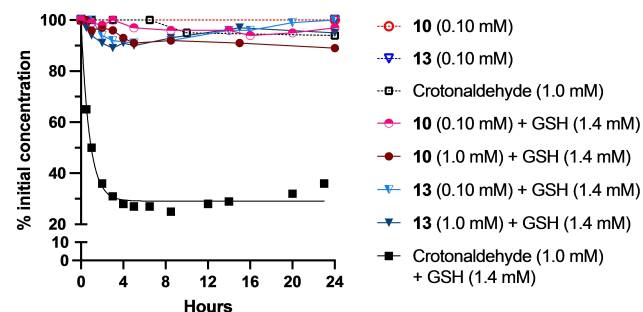 % initial concentration
100
80
60
40
20
10
0
0 4 8 12 16 20 24
Hours
10 (0.10 mM)
13 (0.10 mM)
Crotonaldehyde (1.0 mM)
10 (0.10 mM) + GSH (1.4 mM)
10 (1.0 mM) + GSH (1.4 mM)
13 (0.10 mM) + GSH (1.4 mM)
13 (1.0 mM) + GSH (1.4 mM)
Crotonaldehyde (1.0 mM)
+ GSH (1.4 mM)